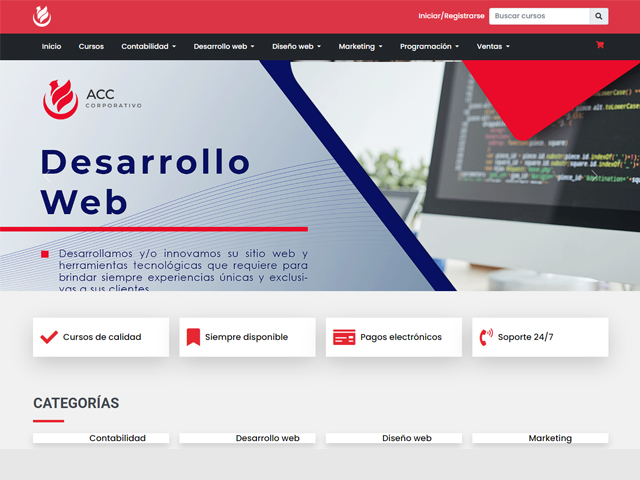 Iniciar/Registrarse
Buscar cursos
Inicio Cursos Contabilidad Desarrollo web Diseño web Marketing Programación Ventas
ACC
CORPORATIVO
Desarrollo
Web
Desarrollamos y/o innovamos su sitio web y
herramientas tecnológicas que requiere para
brindar siempre experiencias únicas y exclusi-
vas a sus clientes
Cursos de calidad
Siempre disponible
Pagos electrónicos
Soporte 24/7
CATEGORÍAS
Contabilidad
Desarrollo web
Diseño web
Marketing